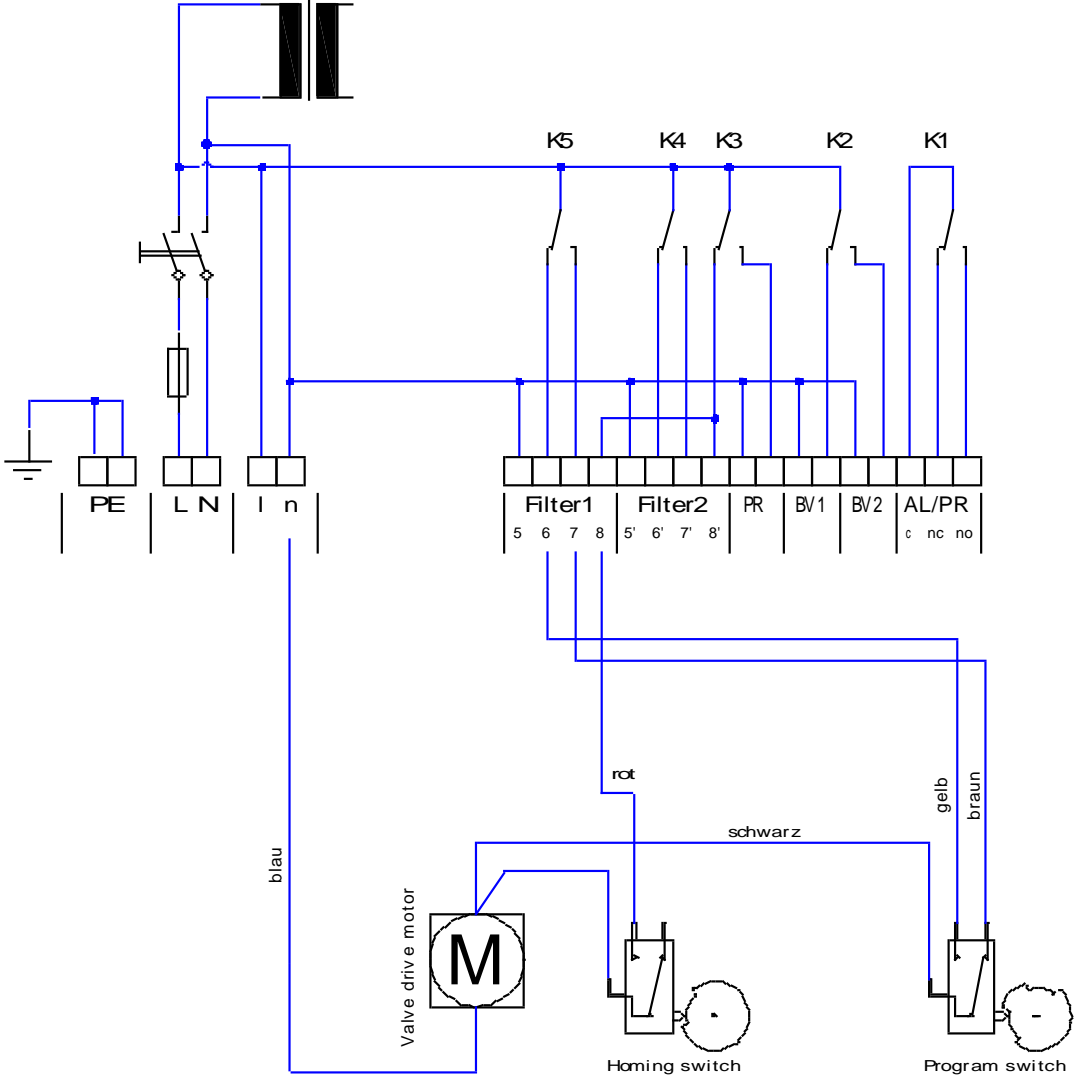 K5 K4 K3 K2 K1
PE L N l n Filter1 Filter2 PR BV1 BV2 AL/PR
5 6 7 8 5' 6' 7' 8' c nc no
rot
gelb
braun
schwarz
blau
Valve drive motor
M
Homing switch
Program switch